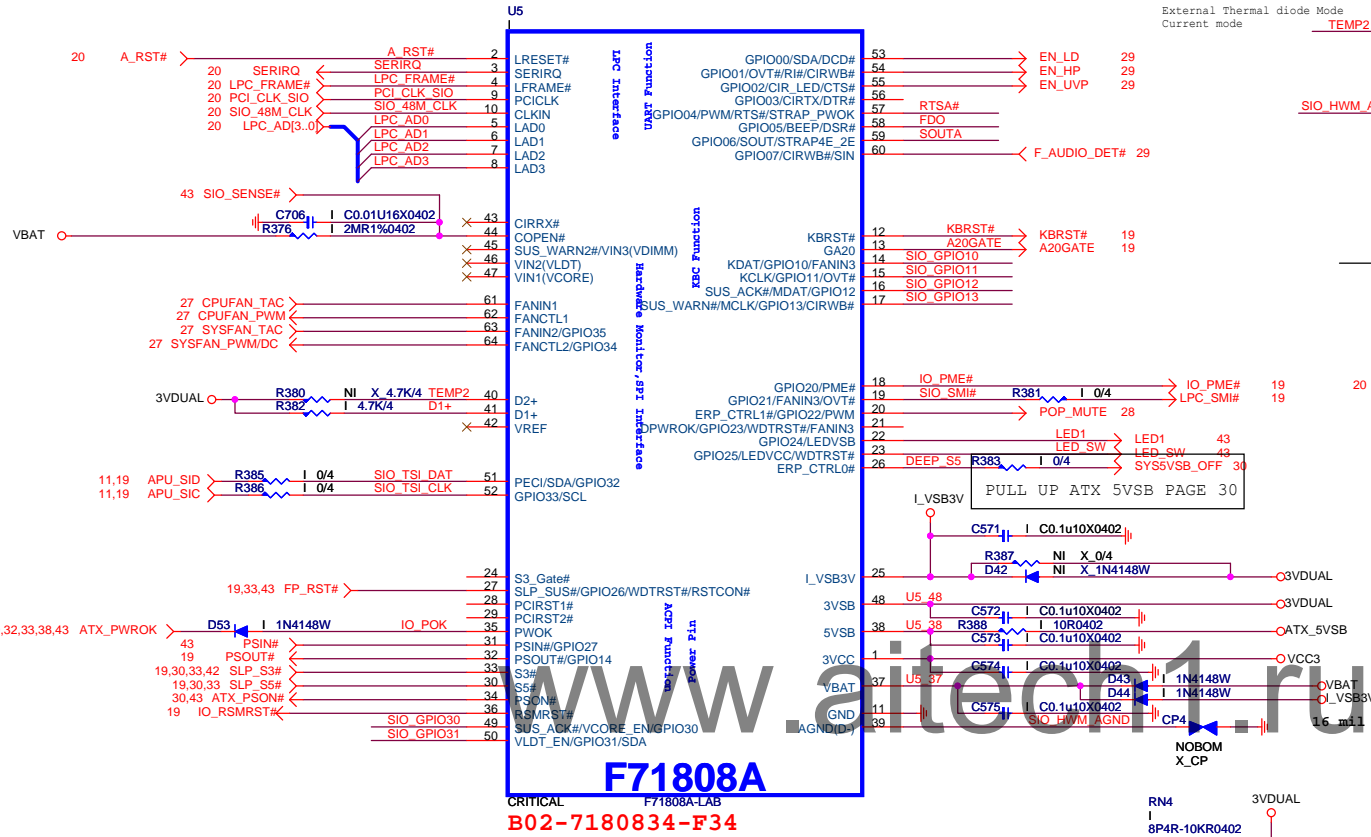 U5
External Thermal diode Mode
Current mode
TEMP2
20 A_RST# A_RST# 2 LRESET#
20 SERIRQ SERIRQ 3 SERIRQ
20 LPC_FRAME# LPC_FRAME# 4 LFRAME#
20 PCI_CLK_SIO PCI_CLK_SIO 9 PCICLK
20 SIO_48M_CLK SIO_48M_CLK 10 CLKIN
20 LPC_AD[3..0] LPC_AD0 5 LAD0
LPC_AD1 6 LAD1
LPC_AD2 7 LAD2
LPC_AD3 8 LAD3
LPC Interface
UART Function
GPIO00/SDA/DCD# 53 EN_LD 29
GPIO01/OVT#/RI#/CIRWB# 54 EN_HP 29
GPIO02/CIR_LED/CTS# 55 EN_UVP 29
GPIO03/CIRTX/DTR# 56
GPIO04/PWM/RTS#/STRAP_PWOK 57 RTSA#
GPIO05/BEEP/DSR# 58 FDO
GPIO06/SOUT/STRAP4E_2E 59 SOUTA
GPIO07/CIRWB#/SIN 60 F_AUDIO_DET# 29
SIO_HWM_A
43 SIO_SENSE#
C706 I C0.01U16X0402 43 CIRRX#
VBAT R376 I 2MR1%0402 44 COPEN#
45 SUS_WARN2#/VIN3(VDIMM)
46 VIN2(VLDT)
47 VIN1(VCORE)
KBC Function
KBRST# 12 KBRST# KBRST# 19
GA20 13 A20GATE A20GATE 19
KDAT/GPIO10/FANIN3 14 SIO_GPIO10
KCLK/GPIO11/OVT# 15 SIO_GPIO11
SUS_ACK#/MDAT/GPIO12 16 SIO_GPIO12
SUS_WARN#/MCLK/GPIO13/CIRWB# 17 SIO_GPIO13
27 CPUFAN_TAC 61 FANIN1
27 CPUFAN_PWM 62 FANCTL1
27 SYSFAN_TAC 63 FANIN2/GPIO35
27 SYSFAN_PWM/DC 64 FANCTL2/GPIO34
Hardware Monitor,SPI Interface
3VDUAL R380 NI X_4.7K/4 TEMP2 40 D2+
R382 I 4.7K/4 D1+ 41 D1+
42 VREF
GPIO20/PME# 18 IO_PME# IO_PME# 19
20
GPIO21/FANIN3/OVT# 19 SIO_SMI# R381 I 0/4 LPC_SMI# 19
ERP_CTRL1#/GPIO22/PWM 20 POP_MUTE 28
DPWROK/GPIO23/WDTRST#/FANIN3 21
GPIO24/LEDVSB 22 LED1 LED1 43
GPIO25/LEDVCC/WDTRST# 23 LED_SW LED_SW 43
ERP_CTRL0# 26 DEEP_S5 R383 I 0/4 SYS5VSB_OFF 30
PULL UP ATX 5VSB PAGE 30
11,19 APU_SID R385 I 0/4 SIO_TSI_DAT 51 PECI/SDA/GPIO32
11,19 APU_SIC R386 I 0/4 SIO_TSI_CLK 52 GPIO33/SCL
I_VSB3V
C571 I C0.1u10X0402
R387 NI X_0/4
D42 NI X_1N4148W
I_VSB3V 25 3VDUAL
3VSB 48 U5_48 3VDUAL
C572 I C0.1u10X0402
5VSB 38 U5_38 R388 I 10R0402 ATX_5VSB
C573 I C0.1u10X0402
3VCC 1 VCC3
C574 I C0.1u10X0402
VBAT 37 U5_37 D43 I 1N4148W VBAT
D44 I 1N4148W I_VSB3V
C575 I C0.1u10X0402
GND 11
AGND(D-) 39 SIO_HWM_AGND CP4
16 mil
NOBOM
X_CP
24 S3_Gate#
19,33,43 FP_RST# 27 SLP_SUS#/GPIO26/WDTRST#/RSTCON#
28 PCIRST1#
29 PCIRST2#
,32,33,38,43 ATX_PWROK D53 I 1N4148W IO_POK 35 PWOK
43 PSIN# 31 PSIN#/GPIO27
19 PSOUT# 32 PSOUT#/GPIO14
19,30,33,42 SLP_S3# 33 S3#
19,30,33 SLP_S5# 30 S5#
30,43 ATX_PSON# 34 PSON#
19 IO_RSMRST# 36 RSMRST#
SIO_GPIO30 49 SUS_ACK#/VCORE_EN/GPIO30
SIO_GPIO31 50 VLDT_EN/GPIO31/SDA
ACPI Function
Power Pin
www.aitech1.ru
F71808A
CRITICAL F71808A-LAB
B02-7180834-F34
RN4
I
8P4R-10KR0402
3VDUAL